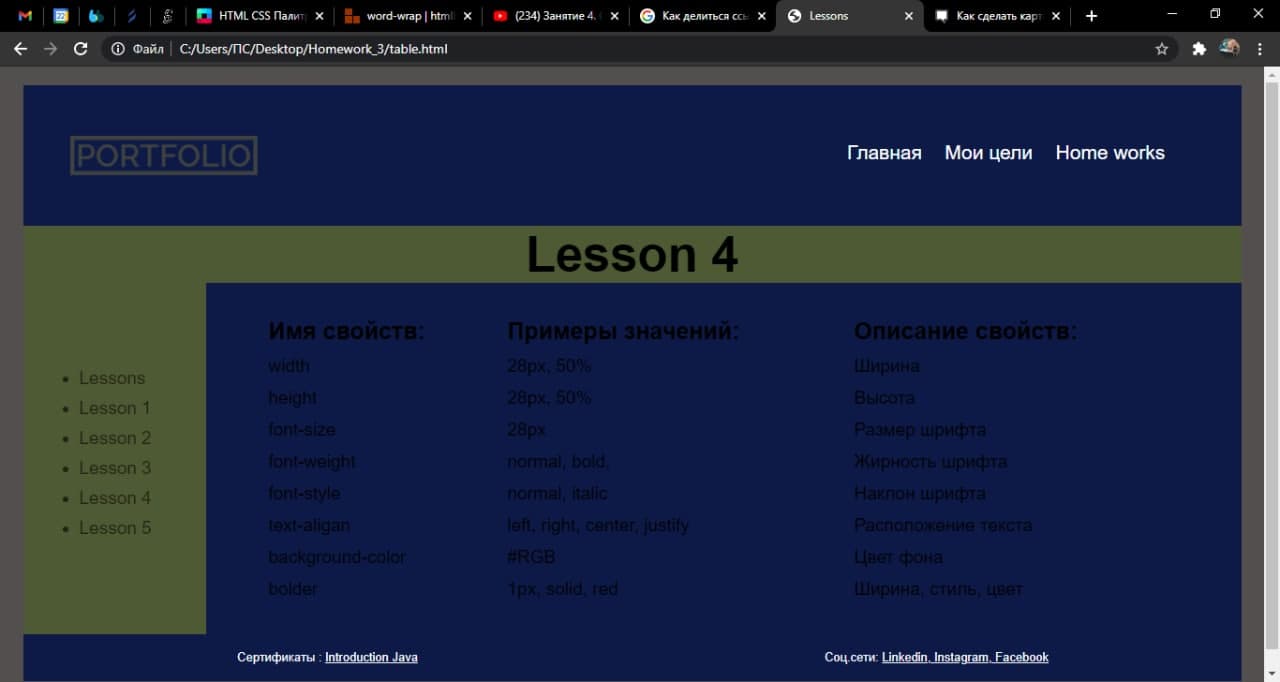 HTML CSS Палит
word-wrap | html
(234) Занятие 4.
Как делиться ссы
Lessons
Как сделать карт
Файл C:/Users/ПС/Desktop/Homework_3/table.html
PORTFOLIO
Главная Мои цели Home works
Lesson 4
Lessons
Lesson 1
Lesson 2
Lesson 3
Lesson 4
Lesson 5
Имя свойств: Примеры значений: Описание свойств:
width 28px, 50% Ширина
height 28px, 50% Высота
font-size 28px Размер шрифта
font-weight normal, bold, Жирность шрифта
font-style normal, italic Наклон шрифта
text-aligan left, right, center, justify Расположение текста
background-color #RGB Цвет фона
bolder 1px, solid, red Ширина, стиль, цвет
Сертификаты : Introduction Java Соц.сети: Linkedin, Instagram, Facebook